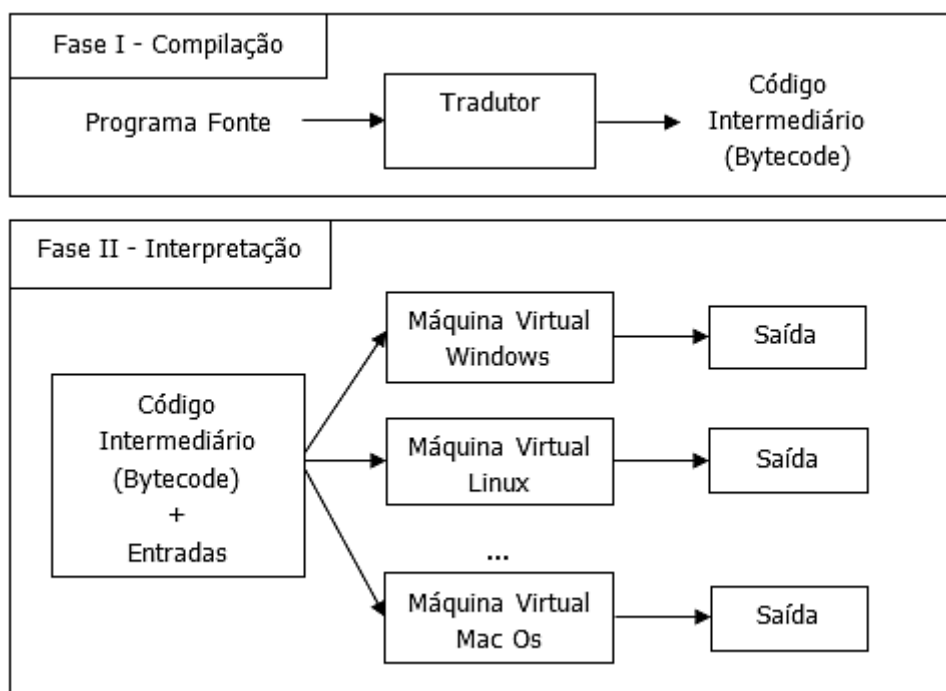 Fase I - Compilação
Programa Fonte
Tradutor
Código
Intermediário
(Bytecode)
Fase II - Interpretação
Código
Intermediário
(Bytecode)
+
Entradas
Máquina Virtual
Windows
Saída
Máquina Virtual
Linux
Saída
...
Máquina Virtual
Mac Os
Saída